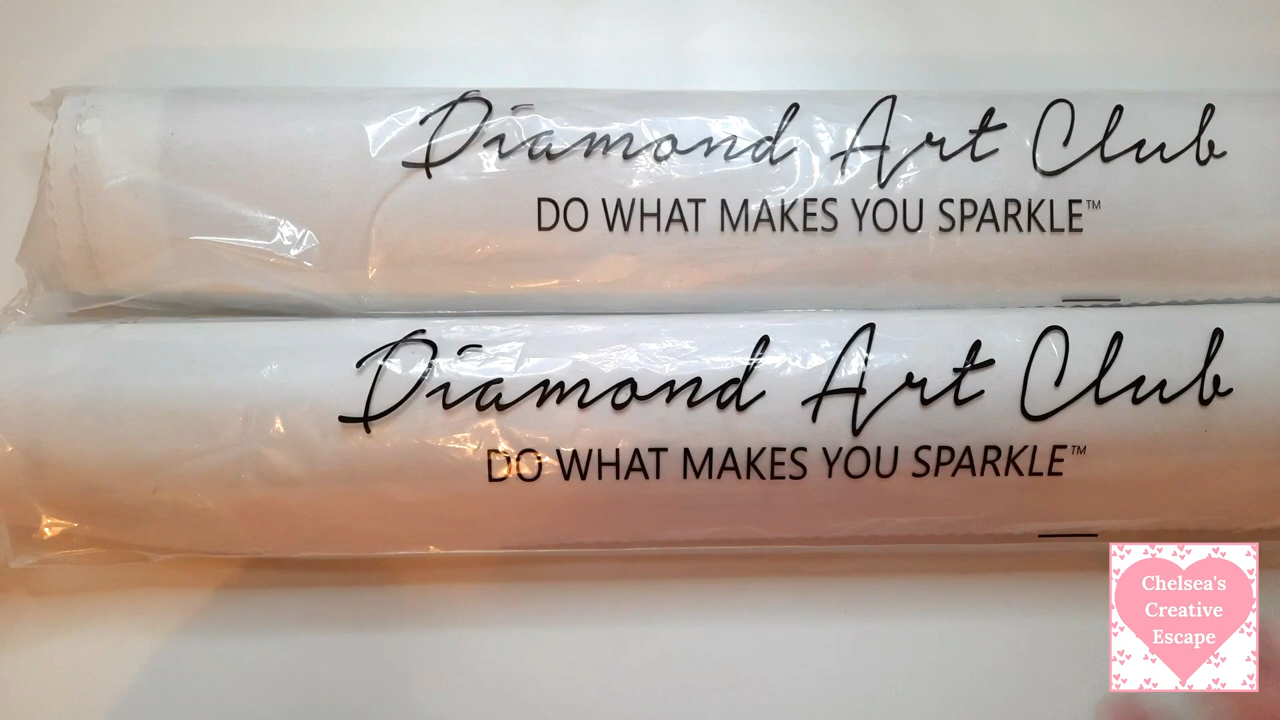 Diamond Art Club
DO WHAT MAKES YOU SPARKLE™
Diamond Art Club
DO WHAT MAKES YOU SPARKLE™
Chelsea's
Creative
Escape